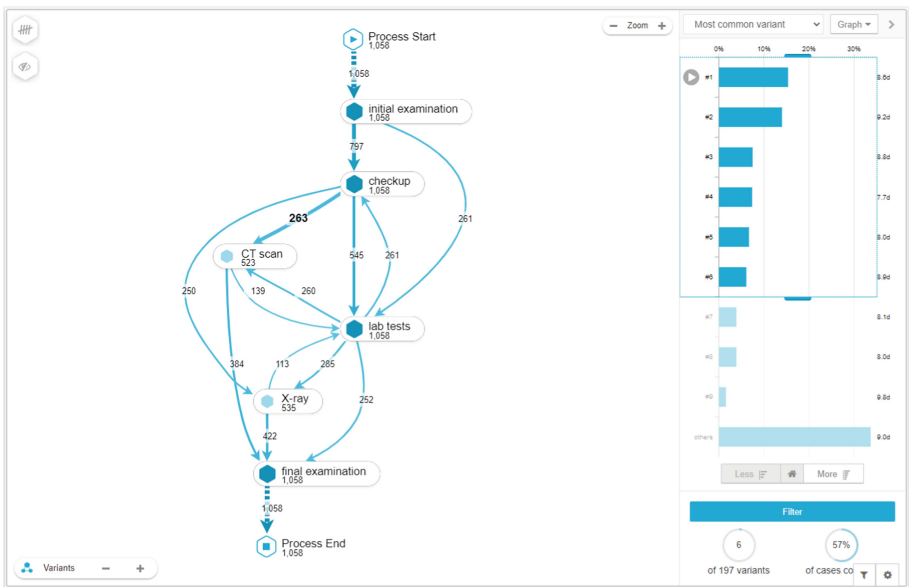 Process Start
1,058
1,058
initial examination
1,058
797
checkup
1,058
263
261
CT scan
523
545
261
250
139
260
lab tests
1,058
384
113
285
X-ray
535
252
422
final examination
1,058
1,058
Process End
1,058
Variants
Zoom
Most common variant
Graph
0%
10%
20%
30%
#1
8.6d
#2
9.2d
#3
8.8d
#4
7.7d
#5
8.0d
#6
8.9d
#7
8.1d
#8
8.0d
#9
9.8d
others
9.0d
Less
More
Filter
6
57%
of 197 variants
of cases co